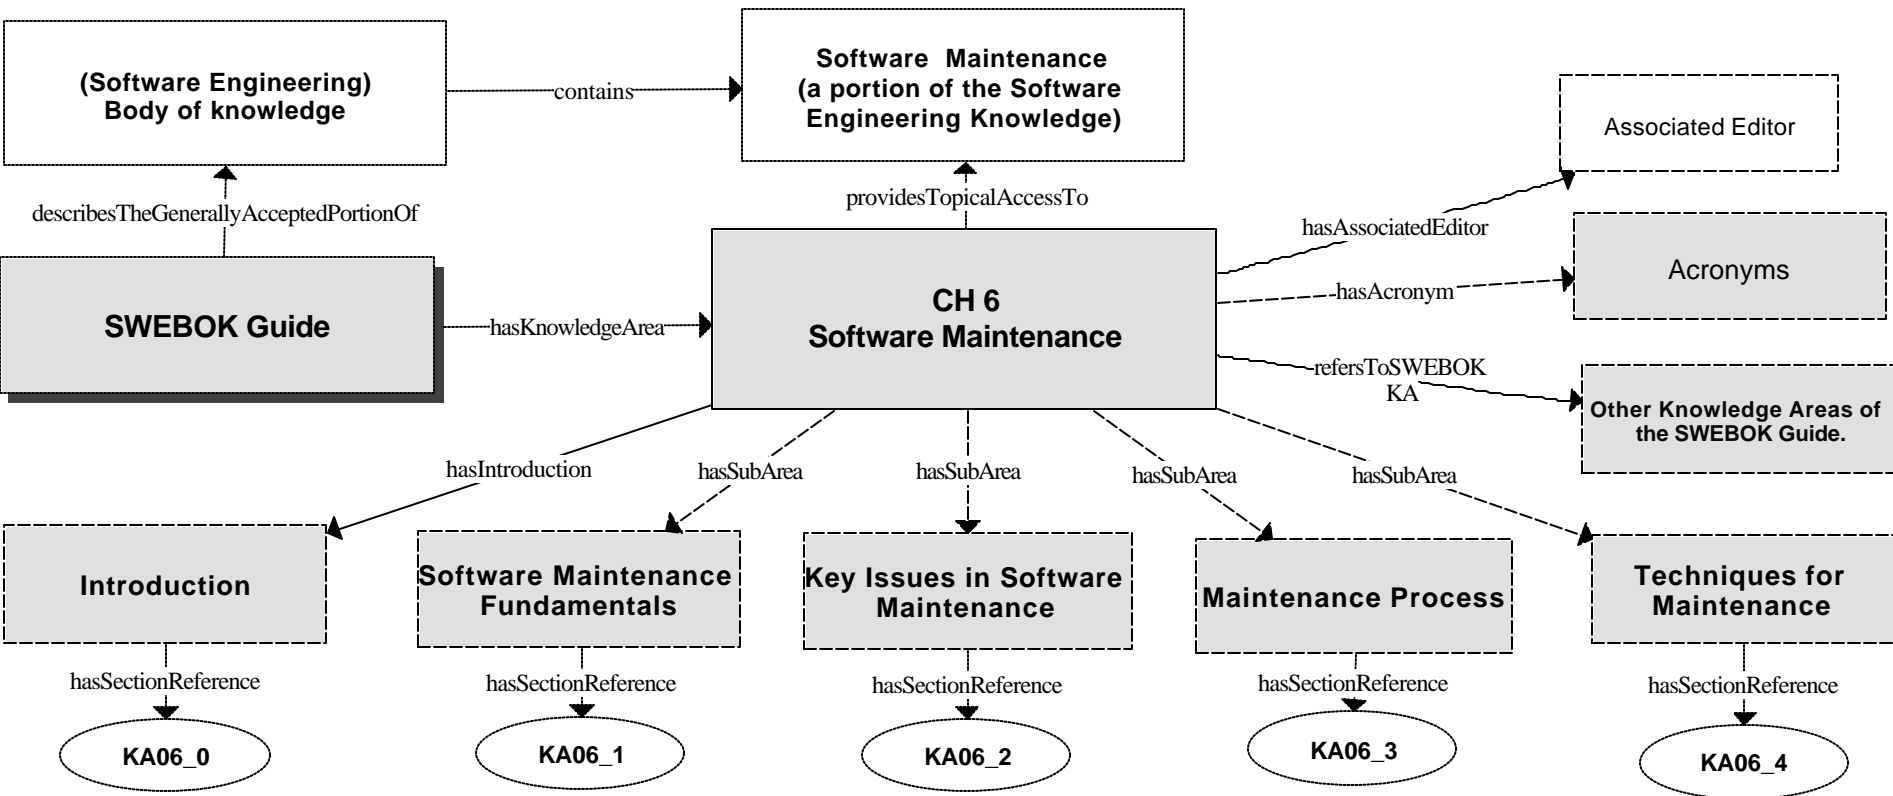 (Software Engineering)
Body of knowledge
contains
Software Maintenance
(a portion of the Software
Engineering Knowledge)
Associated Editor
describesTheGenerallyAcceptedPortionOf
providesTopicalAccessTo
hasAssociatedEditor
SWEBOK Guide
hasKnowledgeArea
CH 6
Software Maintenance
hasAcronym
Acronyms
refersToSWEBOK
KA
Other Knowledge Areas of
the SWEBOK Guide.
hasIntroduction
hasSubArea
hasSubArea
hasSubArea
hasSubArea
Introduction
Software Maintenance
Fundamentals
Key Issues in Software
Maintenance
Maintenance Process
Techniques for
Maintenance
hasSectionReference
hasSectionReference
hasSectionReference
hasSectionReference
hasSectionReference
KA06_0
KA06_1
KA06_2
KA06_3
KA06_4